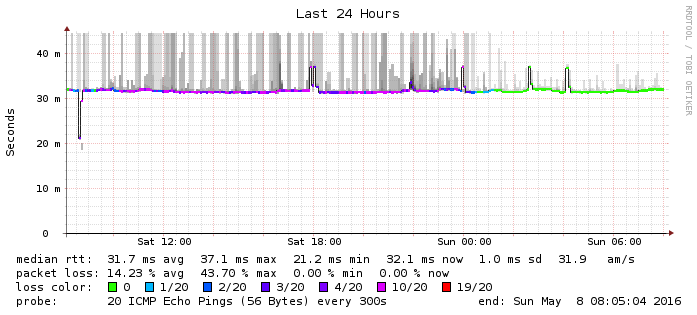 Last 24 Hours
RRDTOOL / TOBI OETIKER
Seconds
40 m
30 m
20 m
10 m
0
Sat 12:00 Sat 18:00 Sun 00:00 Sun 06:00
median rtt: 31.7 ms avg 37.1 ms max 21.2 ms min 32.1 ms now 1.0 ms sd 31.9 am/s
packet loss: 14.23 % avg 43.70 % max 0.00 % min 0.00 % now
loss color: 0 1/20 2/20 3/20 4/20 10/20 19/20
probe: 20 ICMP Echo Pings (56 Bytes) every 300s end: Sun May 8 08:05:04 2016